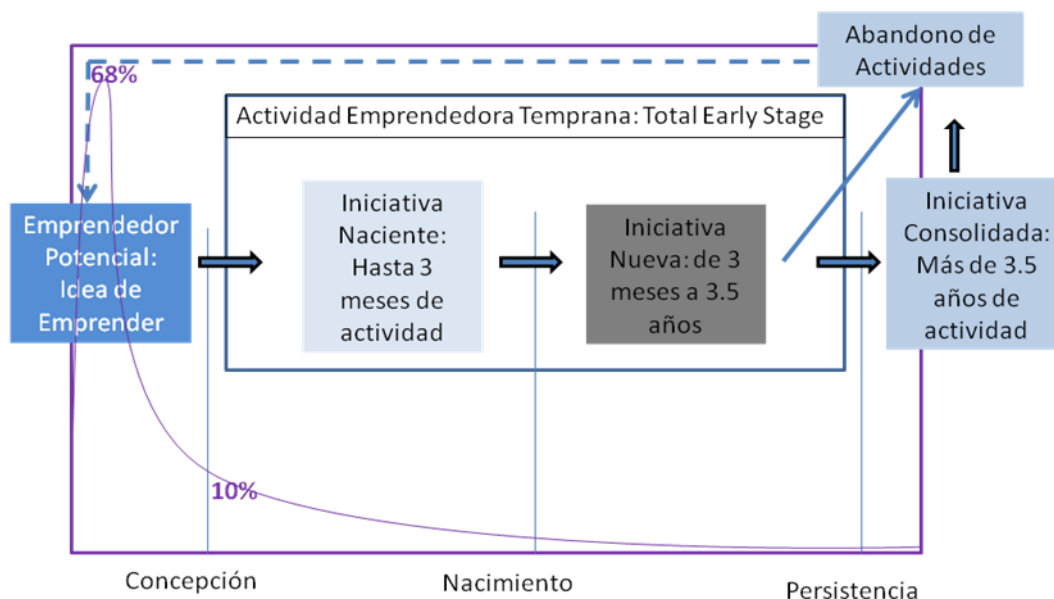 Abandono de
Actividades
68%
Actividad Emprendedora Temprana: Total Early Stage
Emprendedor
Potencial:
Idea de
Emprender
Iniciativa
Naciente:
Hasta 3
meses de
actividad
Iniciativa
Nueva: de 3
meses a 3.5
años
Iniciativa
Consolidada:
Más de 3.5
años de
actividad
10%
Concepción
Nacimiento
Persistencia